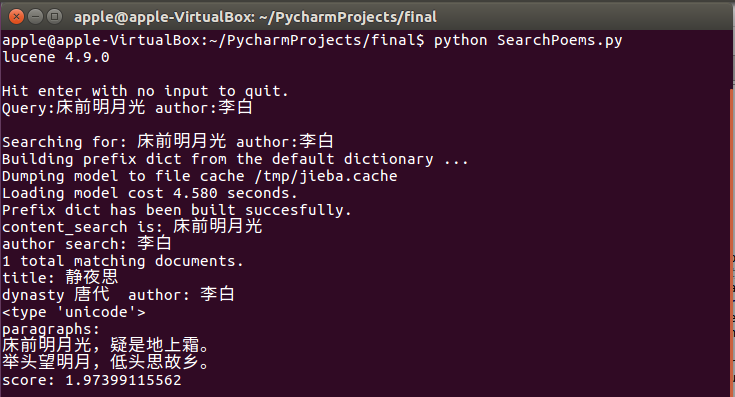 apple@apple-VirtualBox: ~/PycharmProjects/final
apple@apple-VirtualBox:~/PycharmProjects/final$ python SearchPoems.py
lucene 4.9.0
Hit enter with no input to quit.
Query:床前明月光 author:李白
Searching for: 床前明月光 author:李白
Building prefix dict from the default dictionary ...
Dumping model to file cache /tmp/jieba.cache
Loading model cost 4.580 seconds.
Prefix dict has been built succesfully.
content_search is: 床前明月光
author search: 李白
1 total matching documents.
title: 静夜思
dynasty 唐代  author: 李白
<type 'unicode'>
paragraphs:
床前明月光，疑是地上霜。
举头望明月，低头思故乡。
score: 1.97399115562